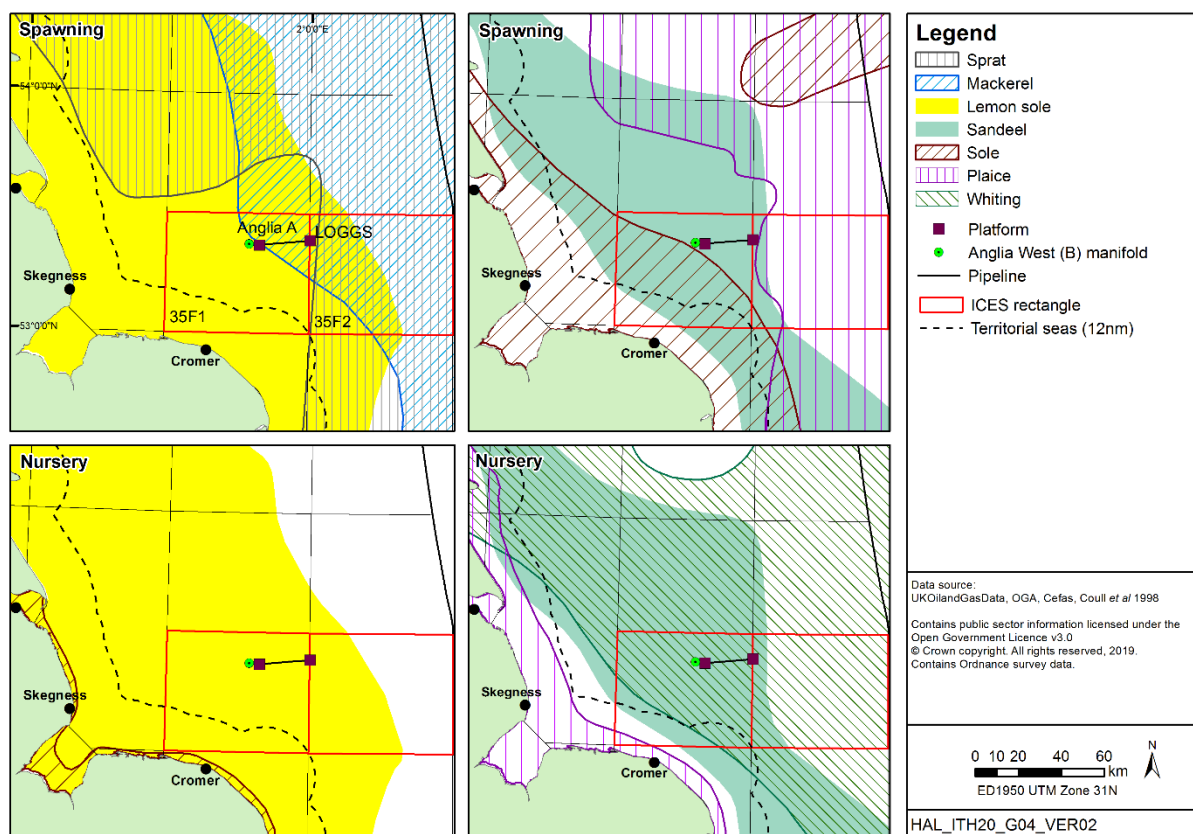 Spawning
2°0'0"E
54°0'0"N
Anglia A
LOGGS
Skegness
53°0'0"N
35F1
35F2
Cromer
Spawning
Skegness
Cromer
Nursery
Skegness
Cromer
Nursery
Skegness
Cromer
Legend
Sprat
Mackerel
Lemon sole
Sandeel
Sole
Plaice
Whiting
Platform
Anglia West (B) manifold
Pipeline
ICES rectangle
Territorial seas (12nm)
Data source:
UKOilandGasData, OGA, Cefas, Coull et al 1998
Contains public sector information licensed under the
Open Government Licence v3.0
© Crown copyright. All rights reserved, 2019.
Contains Ordnance survey data.
0 10 20 40 60
km
N
ED1950 UTM Zone 31N
HAL_ITH20_G04_VER02